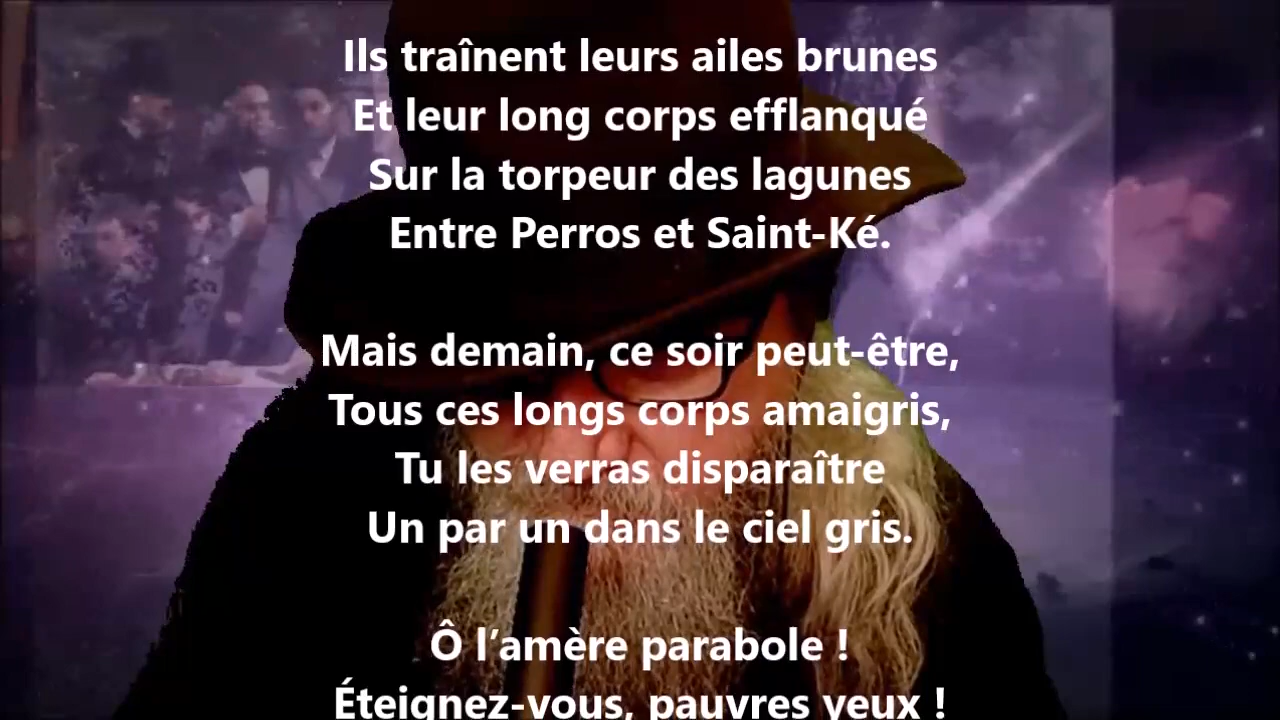 Ils traînent leurs ailes brunes
Et leur long corps efflanqué
Sur la torpeur des lagunes
Entre Perros et Saint-Ké.
Mais demain, ce soir peut-être,
Tous ces longs corps amaigris,
Tu les verras disparaître
Un par un dans le ciel gris.
Ô l’amère parabole !
Éteignez-vous, pauvres yeux !